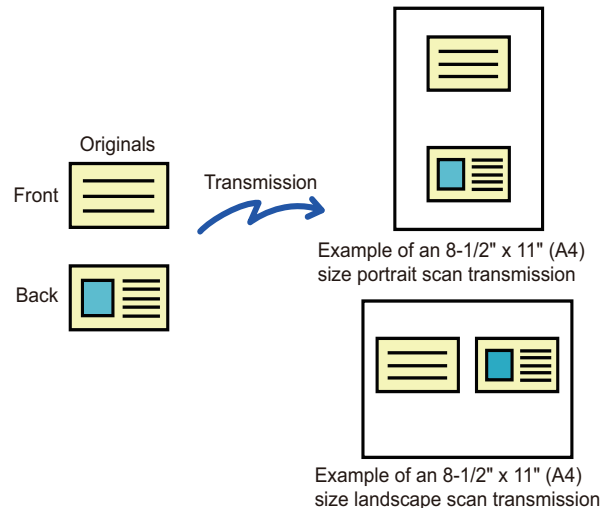 Originals
Front
Back
Transmission
Example of an 8-1/2" x 11" (A4)
size portrait scan transmission
Example of an 8-1/2" x 11" (A4)
size landscape scan transmission